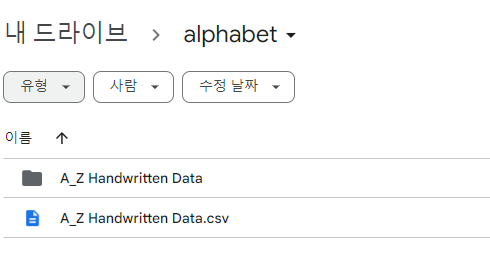 내 드라이브 > alphabet
유형 사람 수정 날짜
이름 ↑
A_Z Handwritten Data
A_Z Handwritten Data.csv